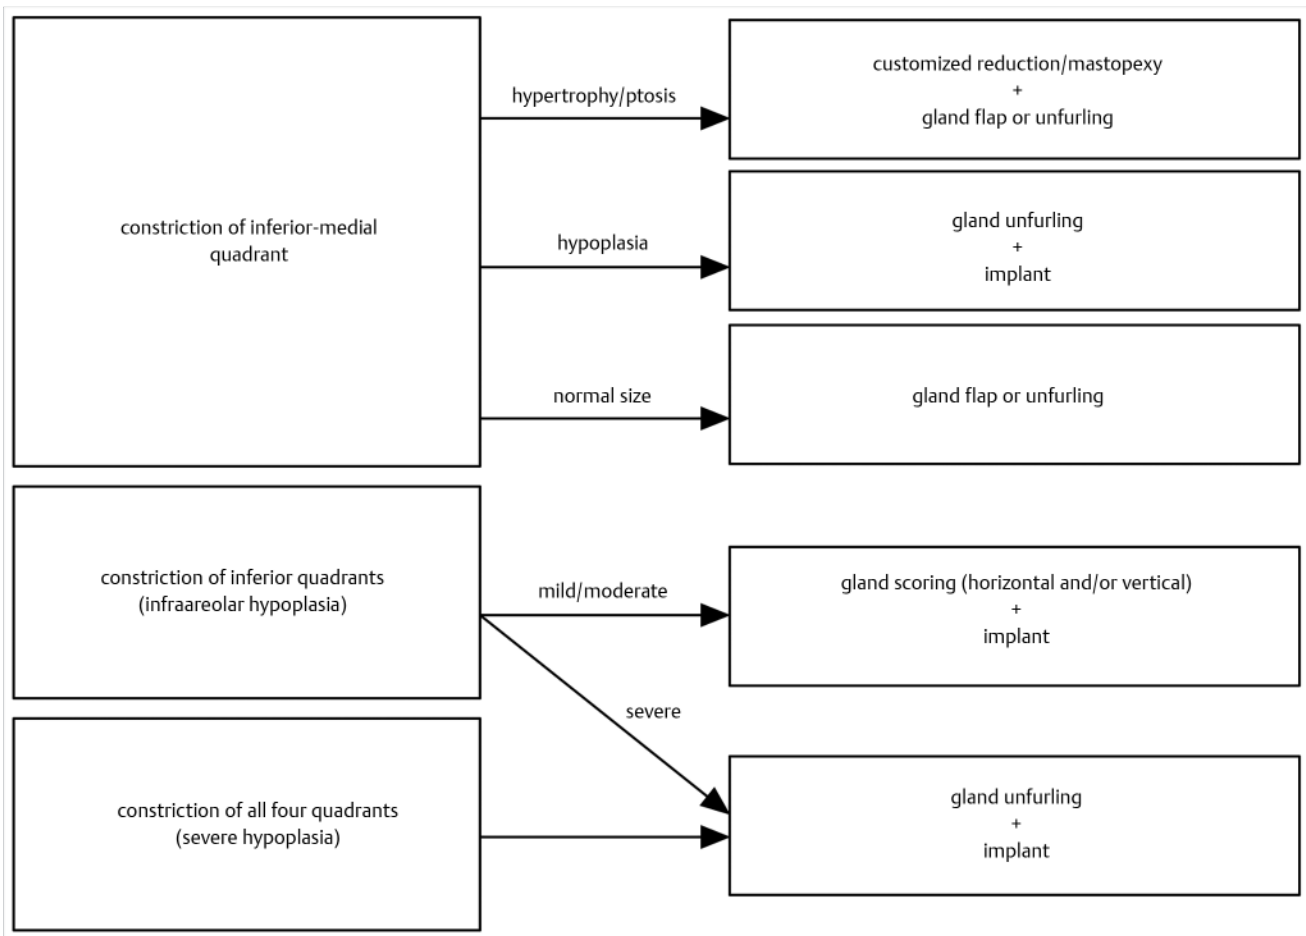 constriction of inferior-medial
quadrant
hypertrophy/ptosis
customized reduction/mastopexy
+
gland flap or unfurling
hypoplasia
gland unfurling
+
implant
normal size
gland flap or unfurling
constriction of inferior quadrants
(infraareolar hypoplasia)
mild/moderate
gland scoring (horizontal and/or vertical)
+
implant
severe
constriction of all four quadrants
(severe hypoplasia)
gland unfurling
+
implant